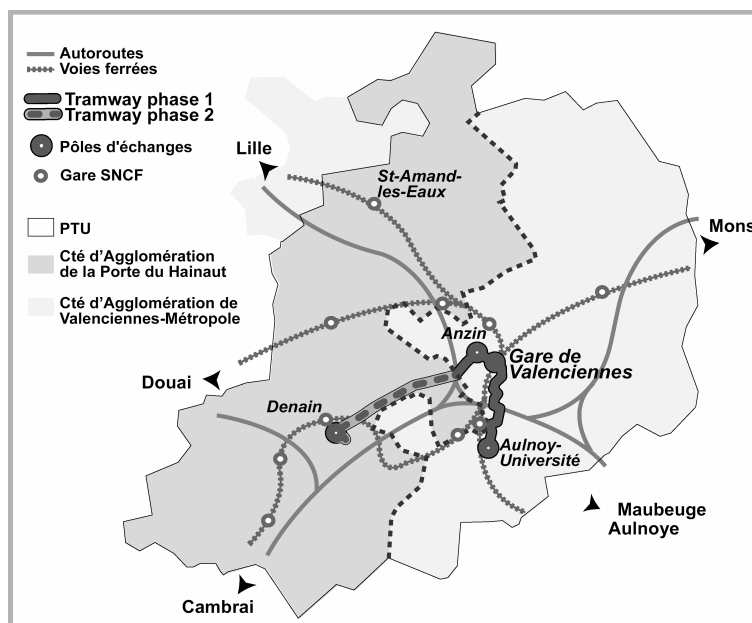 Autoroutes
Voies ferrées
Tramway phase 1
Tramway phase 2
Pôles d'échanges
Gare SNCF
PTU
Cté d'Agglomération
de la Porte du Hainaut
Cté d'Agglomération de
Valenciennes-Métropole
Lille
St-Amand-
les-Eaux
Mons
Anzin
Gare de
Valenciennes
Douai
Denain
Aulnoy-
Université
Maubeuge
Aulnoye
Cambrai